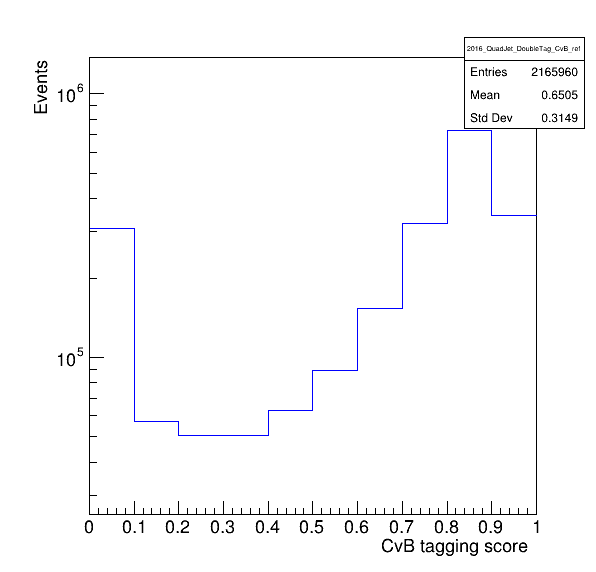 2016_QuadJet_DoubleTag_CvB_ref
Entries 2165960
Mean 0.6505
Std Dev 0.3149
Events
10^6
10^5
0 0.1 0.2 0.3 0.4 0.5 0.6 0.7 0.8 0.9 1
CvB tagging score